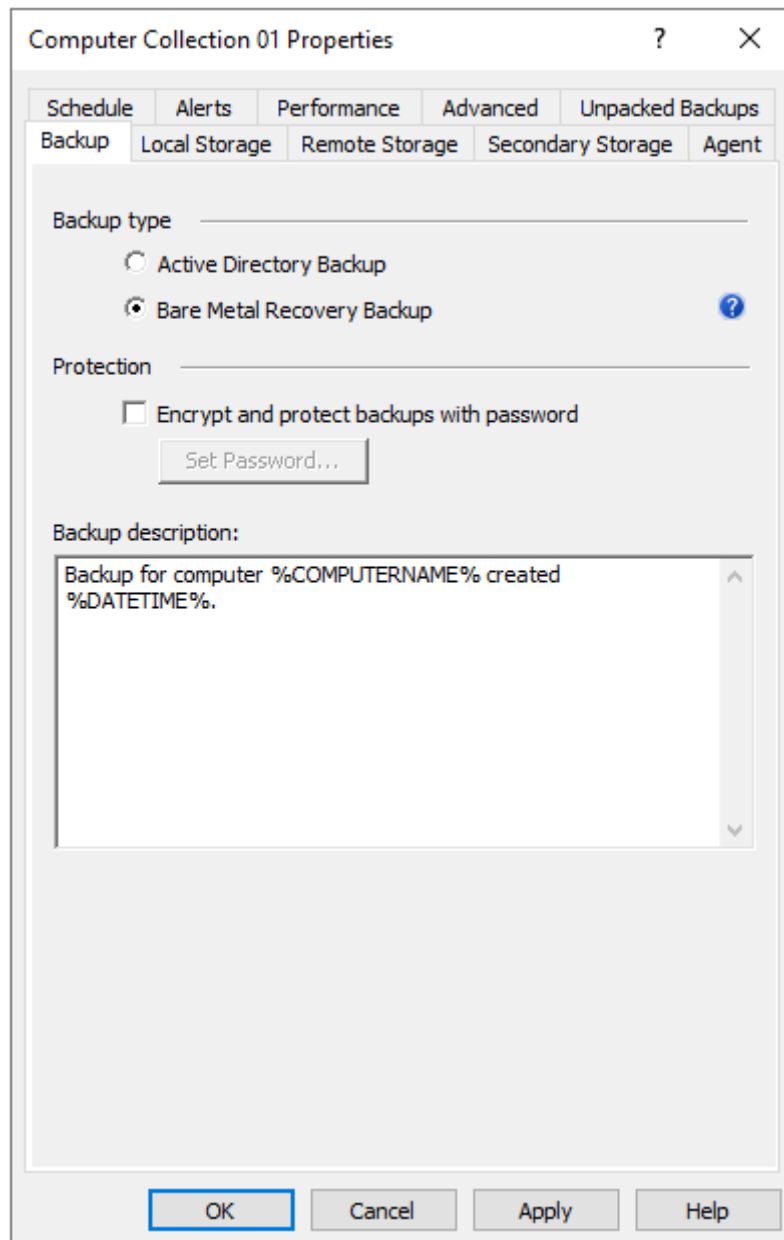 Computer Collection 01 Properties ? ×
Schedule Alerts Performance Advanced Unpacked Backups
Backup Local Storage Remote Storage Secondary Storage Agent
Backup type
Active Directory Backup
Bare Metal Recovery Backup ?
Protection
Encrypt and protect backups with password
Set Password...
Backup description:
Backup for computer %COMPUTERNAME% created
%DATETIME%.
OK Cancel Apply Help